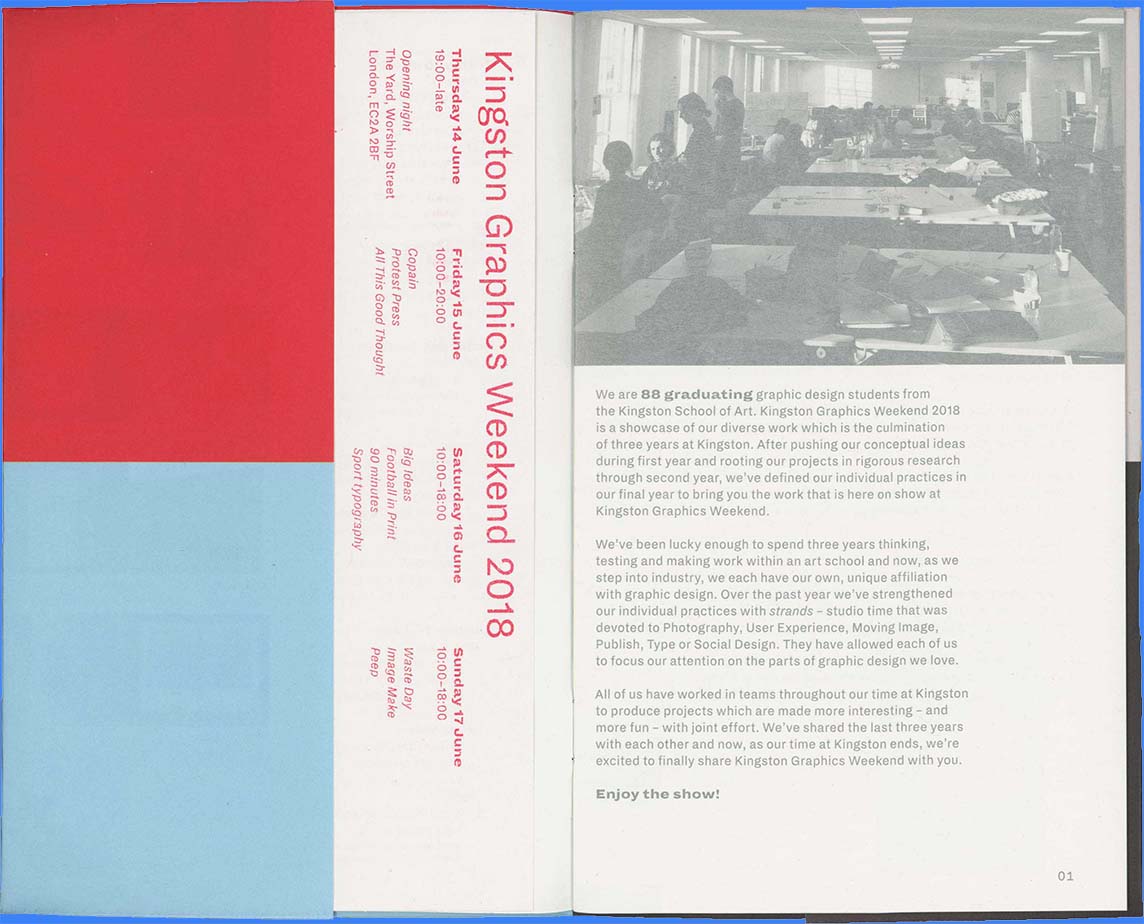 Kingston Graphics Weekend 2018
Thursday 14 June
19:00–late
Opening night
The Yard, Worship Street
London, EC2A 2BF
Friday 15 June
10:00–20:00
Copain
Protest Press
All This Good Thought
Saturday 16 June
10:00–18:00
Big Ideas
Football in Print
90 minutes
Sport typography
Sunday 17 June
10:00–18:00
Waste Day
Image Make
Peep
We are 88 graduating graphic design students from
the Kingston School of Art. Kingston Graphics Weekend 2018
is a showcase of our diverse work which is the culmination
of three years at Kingston. After pushing our conceptual ideas
during first year and rooting our projects in rigorous research
through second year, we've defined our individual practices in
our final year to bring you the work that is here on show at
Kingston Graphics Weekend.
We've been lucky enough to spend three years thinking,
testing and making work within an art school and now, as we
step into industry, we each have our own, unique affiliation
with graphic design. Over the past year we've strengthened
our individual practices with strands – studio time that was
devoted to Photography, User Experience, Moving Image,
Publish, Type or Social Design. They have allowed each of us
to focus our attention on the parts of graphic design we love.
All of us have worked in teams throughout our time at Kingston
to produce projects which are made more interesting – and
more fun – with joint effort. We've shared the last three years
with each other and now, as our time at Kingston ends, we're
excited to finally share Kingston Graphics Weekend with you.
Enjoy the show!
01